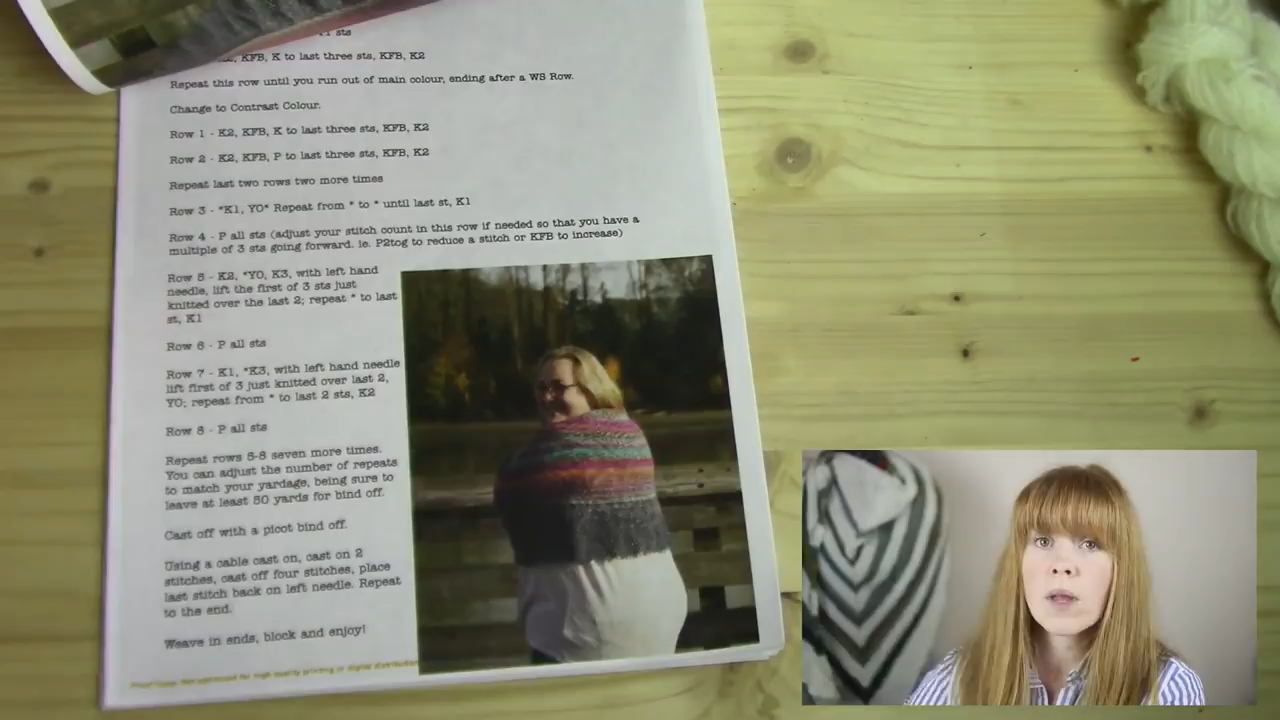 sts
KFB, K to last three sts, KFB, K2
Repeat this row until you run out of main colour, ending after a WS Row.
Change to Contrast Colour.
Row 1 - K2, KFB, K to last three sts, KFB, K2
Row 2 - K2, KFB, P to last three sts, KFB, K2
Repeat last two rows two more times
Row 3 - *K1, YO* Repeat from * to * until last st, K1
Row 4 - P all sts (adjust your stitch count in this row if needed so that you have a
multiple of 3 sts going forward. ie. P2tog to reduce a stitch or KFB to increase)
Row 5 - K2, *YO, K3, with left hand
needle, lift the first of 3 sts just
knitted over the last 2; repeat * to last
st, K1
Row 6 - P all sts
Row 7 - K1, *K3, with left hand needle
lift first of 3 just knitted over last 2,
YO; repeat from * to last 2 sts, K2
Row 8 - P all sts
Repeat rows 5-8 seven more times.
You can adjust the number of repeats
to match your yardage, being sure to
leave at least 50 yards for bind off.
Cast off with a picot bind off.
Using a cable cast on, cast on 2
stitches, cast off four stitches, place
last stitch back on left needle. Repeat
to the end.
Weave in ends, block and enjoy!
for high quality printing or digital distribution